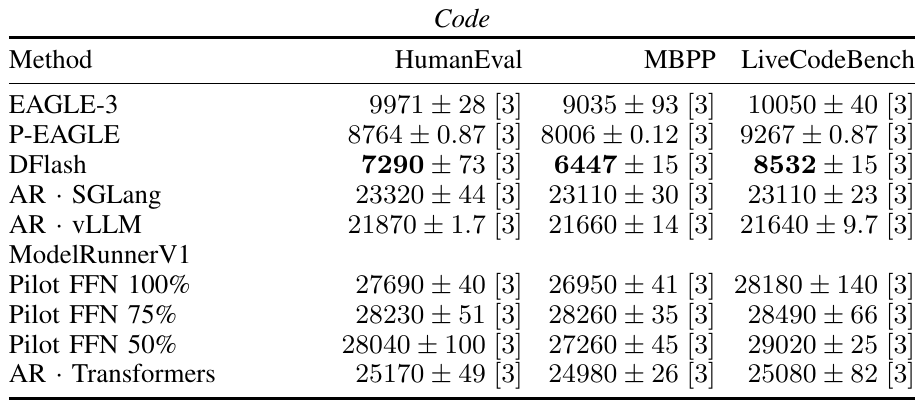 Code
Method HumanEval MBPP LiveCodeBench
EAGLE-3 9971 ± 28 [3] 9035 ± 93 [3] 10050 ± 40 [3]
P-EAGLE 8764 ± 0.87 [3] 8006 ± 0.12 [3] 9267 ± 0.87 [3]
DFlash 7290 ± 73 [3] 6447 ± 15 [3] 8532 ± 15 [3]
AR · SGLang 23320 ± 44 [3] 23110 ± 30 [3] 23110 ± 23 [3]
AR · vLLM 21870 ± 1.7 [3] 21660 ± 14 [3] 21640 ± 9.7 [3]
ModelRunnerV1
Pilot FFN 100% 27690 ± 40 [3] 26950 ± 41 [3] 28180 ± 140 [3]
Pilot FFN 75% 28230 ± 51 [3] 28260 ± 35 [3] 28490 ± 66 [3]
Pilot FFN 50% 28040 ± 100 [3] 27260 ± 45 [3] 29020 ± 25 [3]
AR · Transformers 25170 ± 49 [3] 24980 ± 26 [3] 25080 ± 82 [3]